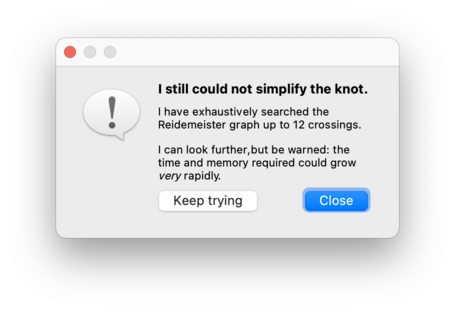 I still could not simplify the knot.
I have exhaustively searched the
Reidemeister graph up to 12 crossings.
I can look further,but be warned: the
time and memory required could grow
very rapidly.
Keep trying Close